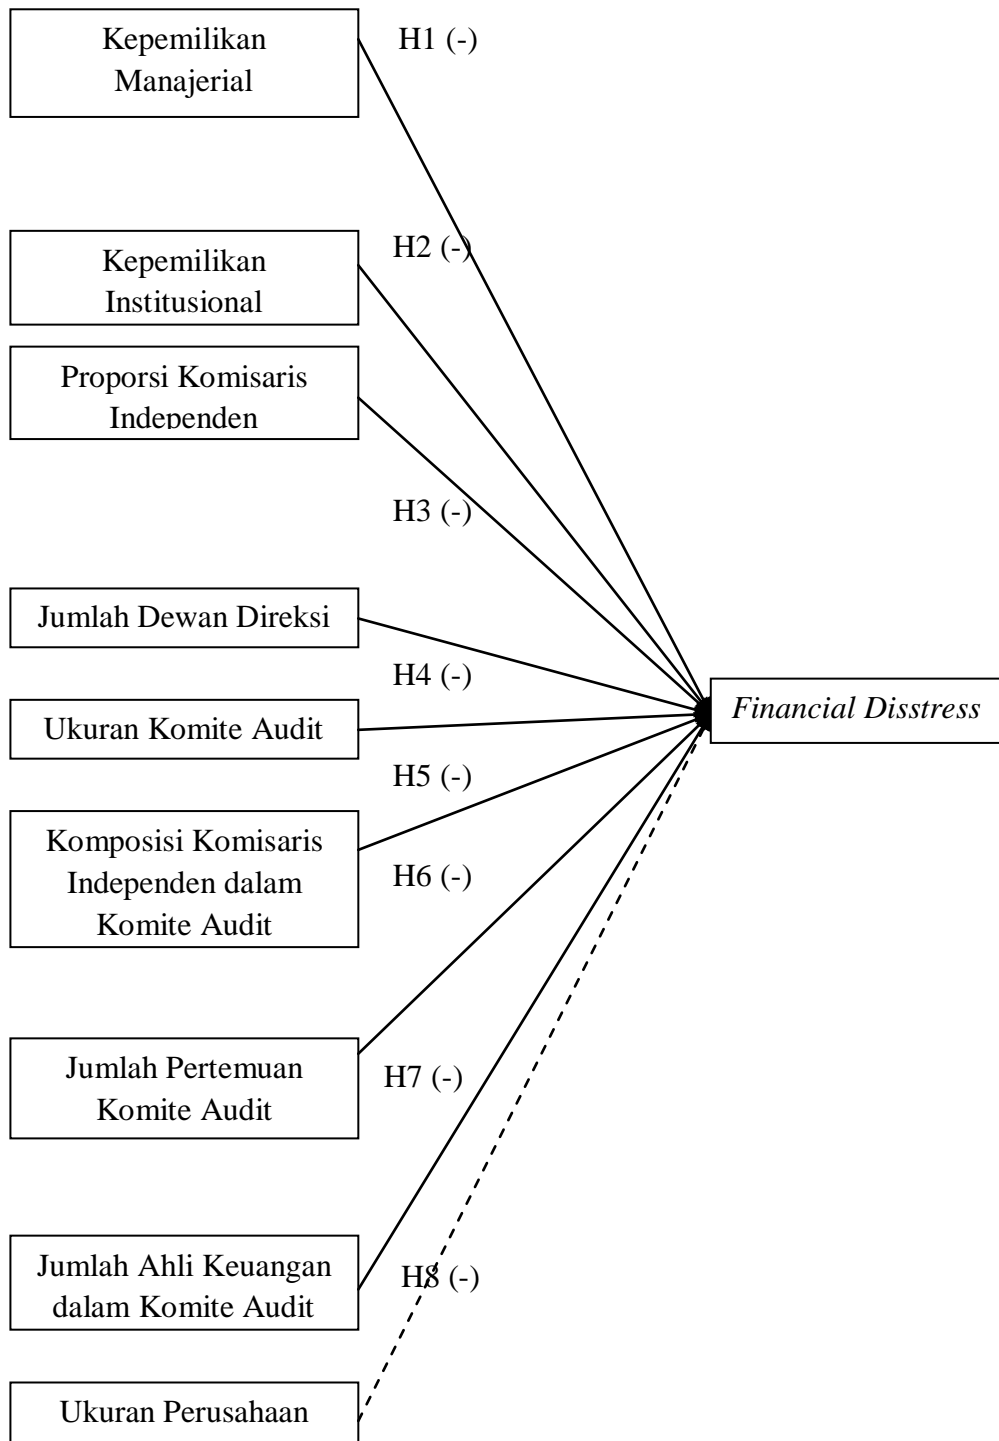 Kepemilikan
Manajerial
H1 (-)
Kepemilikan
Institusional
H2 (-)
Proporsi Komisaris
Independen
H3 (-)
Jumlah Dewan Direksi
H4 (-)
Financial Disstress
Ukuran Komite Audit
H5 (-)
Komposisi Komisaris
Independen dalam
Komite Audit
H6 (-)
Jumlah Pertemuan
Komite Audit
H7 (-)
Jumlah Ahli Keuangan
dalam Komite Audit
H8 (-)
Ukuran Perusahaan